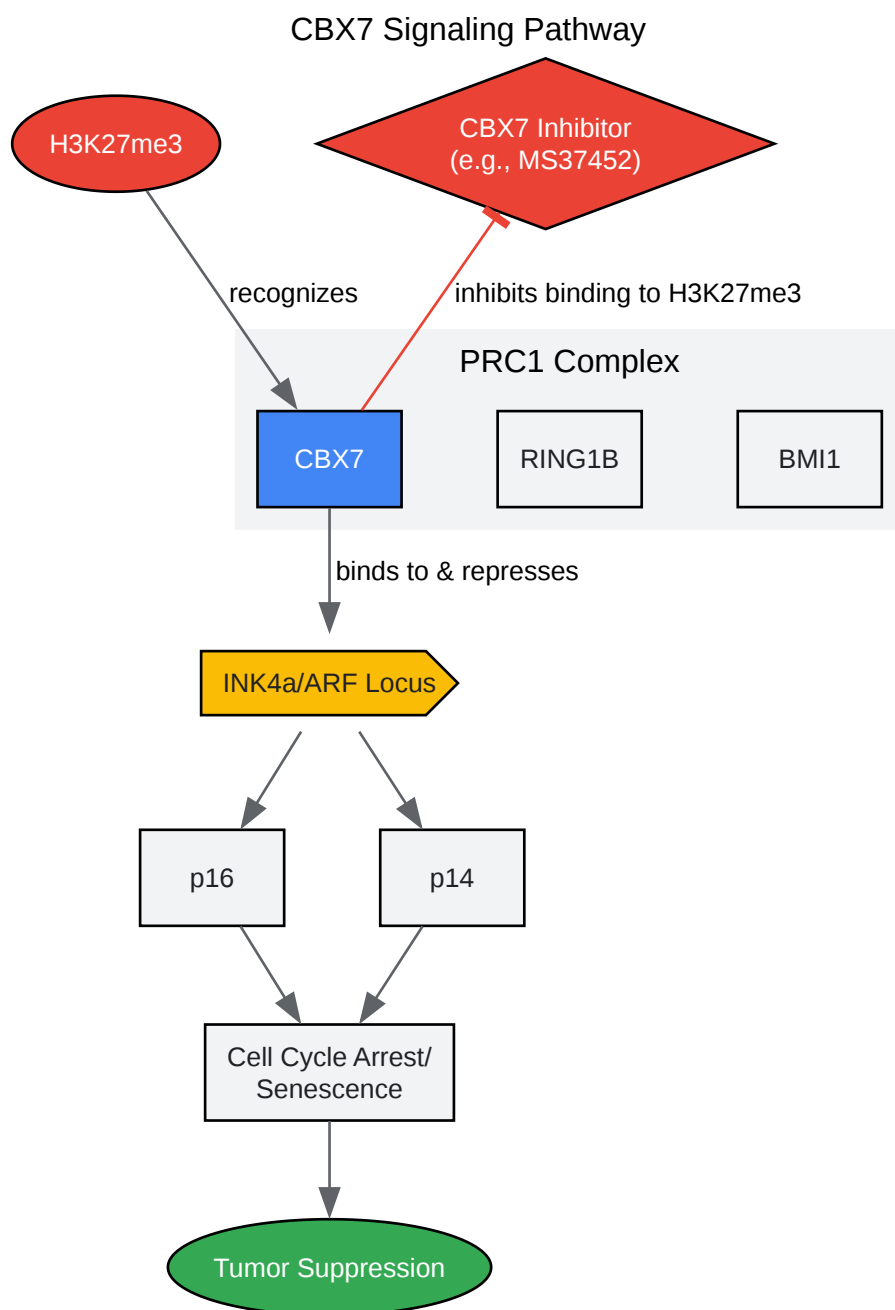 CBX7 Signaling Pathway
H3K27me3
CBX7 Inhibitor
(e.g., MS37452)
recognizes
inhibits binding to H3K27me3
PRC1 Complex
CBX7
RING1B
BMI1
binds to & represses
INK4a/ARF Locus
p16
p14
Cell Cycle Arrest/
Senescence
Tumor Suppression